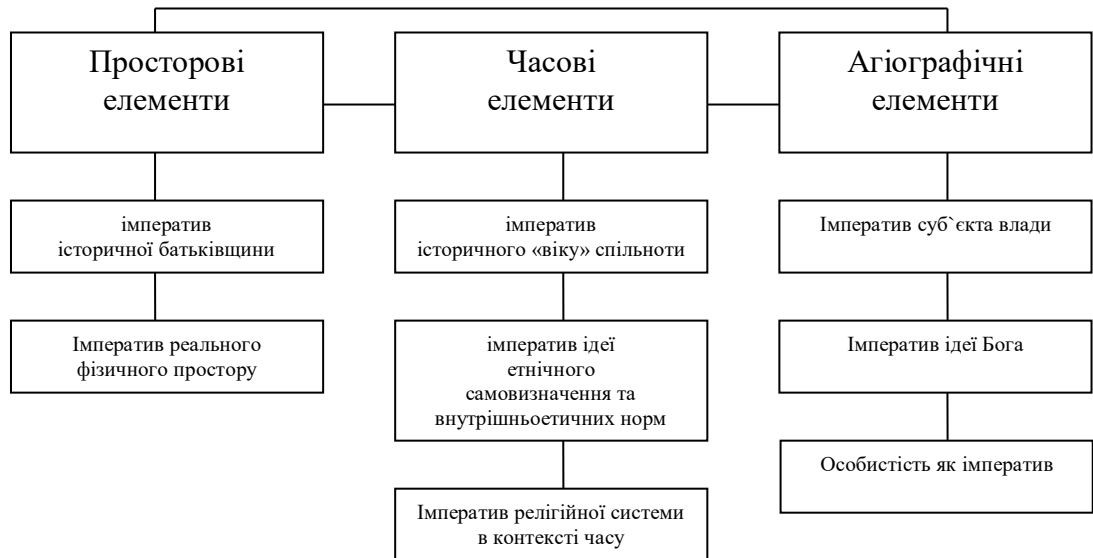 Просторові
елементи
Часові
елементи
Агіографічні
елементи
імператив
історичної батьківщини
імператив
історичного «віку» спільноти
Імператив суб`єкта влади
Імператив реального
фізичного простору
імператив ідеї
етнічного
самовизначення та
внутрішньоетичних норм
Імператив ідеї Бога
Особистість як імператив
Імператив релігійної системи
в контексті часу